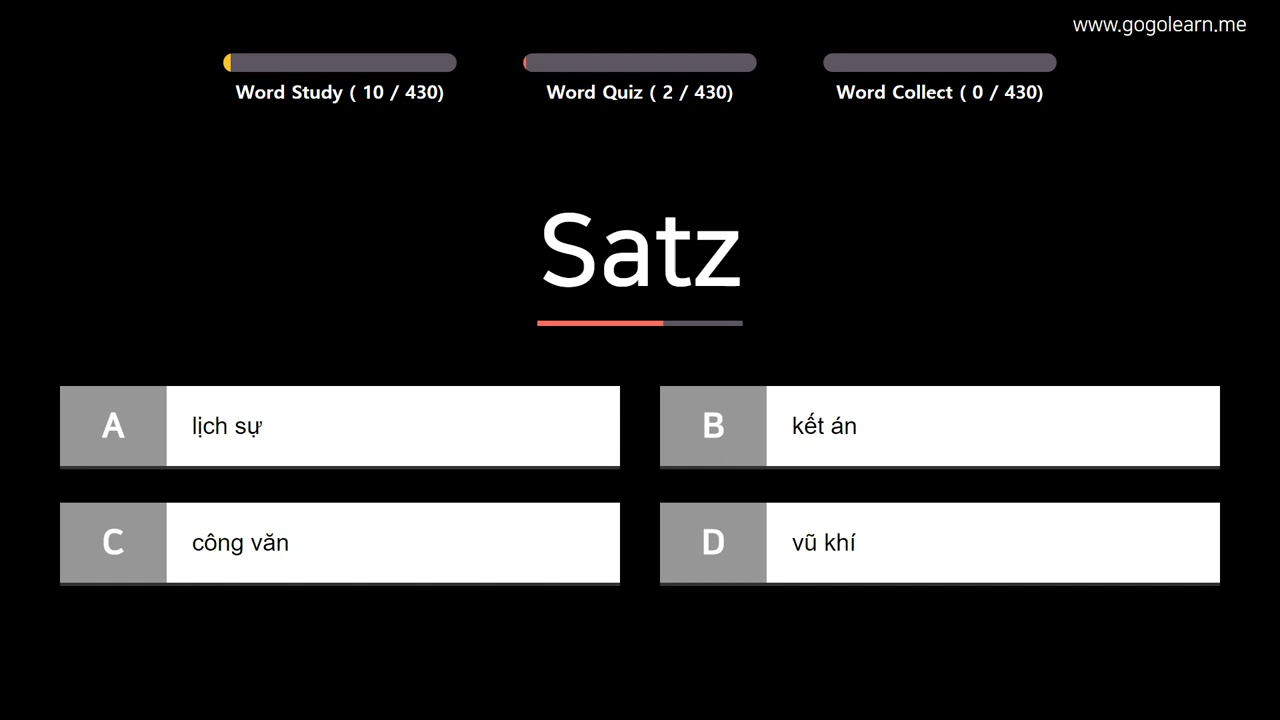 www.gogolearn.me
Word Study ( 10 / 430)
Word Quiz ( 2 / 430)
Word Collect ( 0 / 430)
Satz
A
lịch sự
B
kết án
C
công văn
D
vũ khí